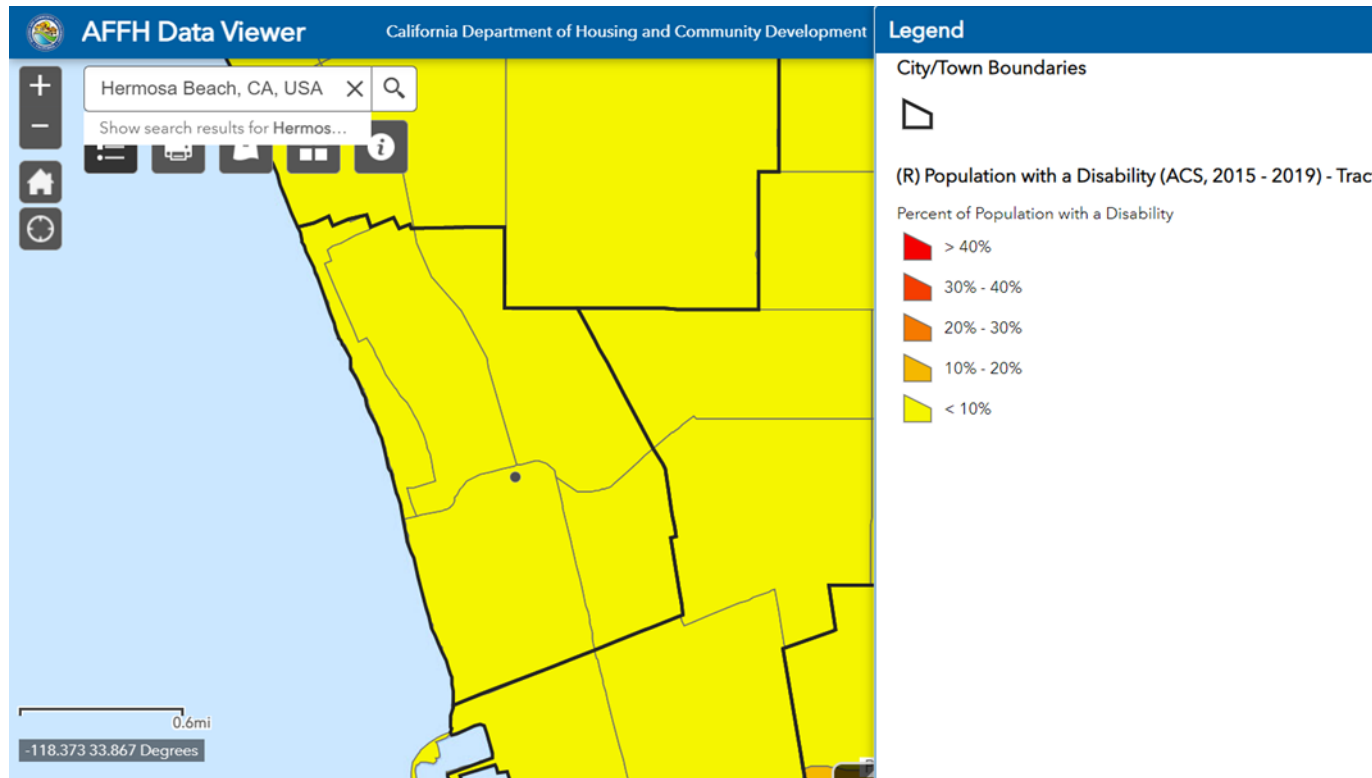 AFFH Data Viewer
California Department of Housing and Community Development
Legend
+
Hermosa Beach, CA, USA
Show search results for Hermos...
−
City/Town Boundaries
(R) Population with a Disability (ACS, 2015 - 2019) - Trac
Percent of Population with a Disability
> 40%
30% - 40%
20% - 30%
10% - 20%
< 10%
0.6mi
-118.373 33.867 Degrees